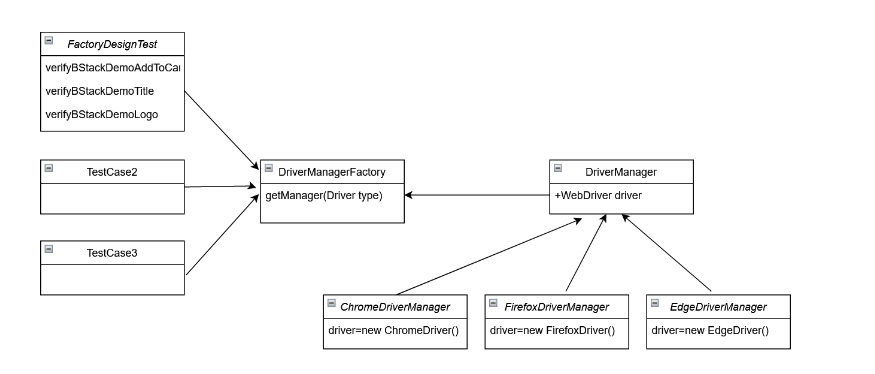 FactoryDesignTest
verifyBStackDemoAddToCar
verifyBStackDemoTitle
verifyBStackDemoLogo
TestCase2
TestCase3
DriverManagerFactory
getManager(Driver type)
DriverManager
+WebDriver driver
ChromeDriverManager
driver=new ChromeDriver()
FirefoxDriverManager
driver=new FirefoxDriver()
EdgeDriverManager
driver=new EdgeDriver()